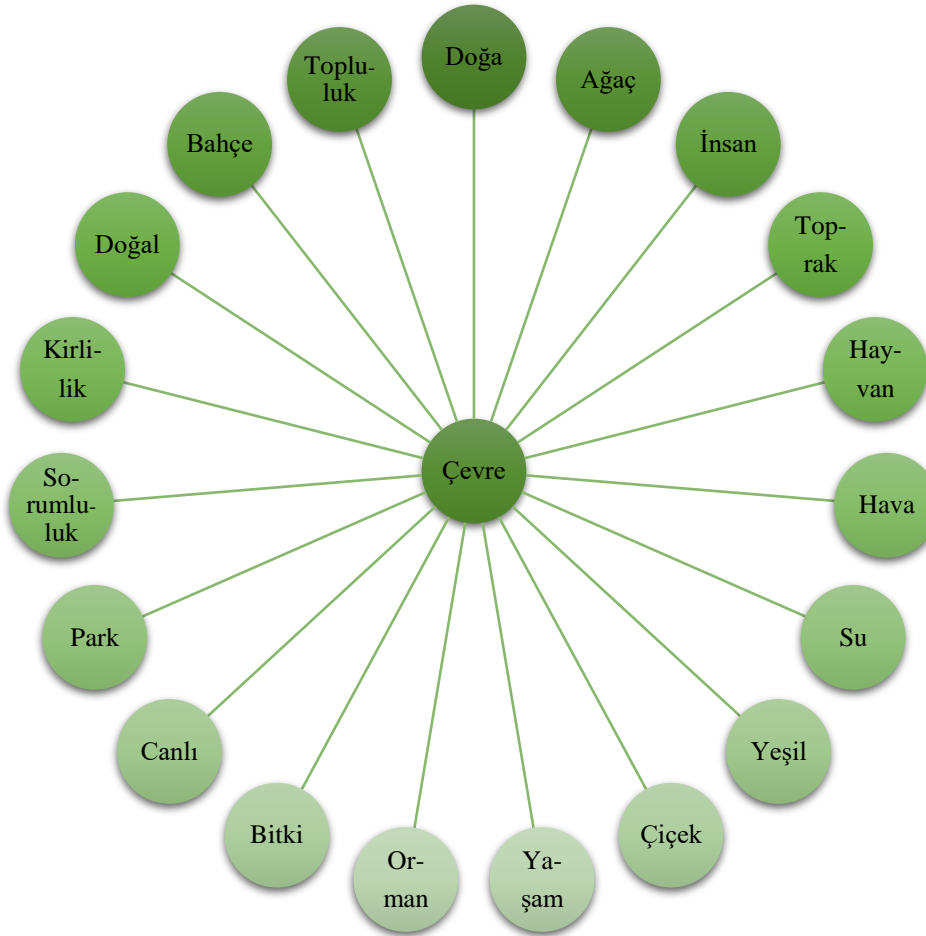 Doğa
Ağaç
İnsan
Top-
rak
Hay-
van
Hava
Su
Yeşil
Çiçek
Ya-
şam
Or-
man
Bitki
Canlı
Park
So-
rumlu-
luk
Kirli-
lik
Doğal
Bahçe
Toplu-
luk
Çevre